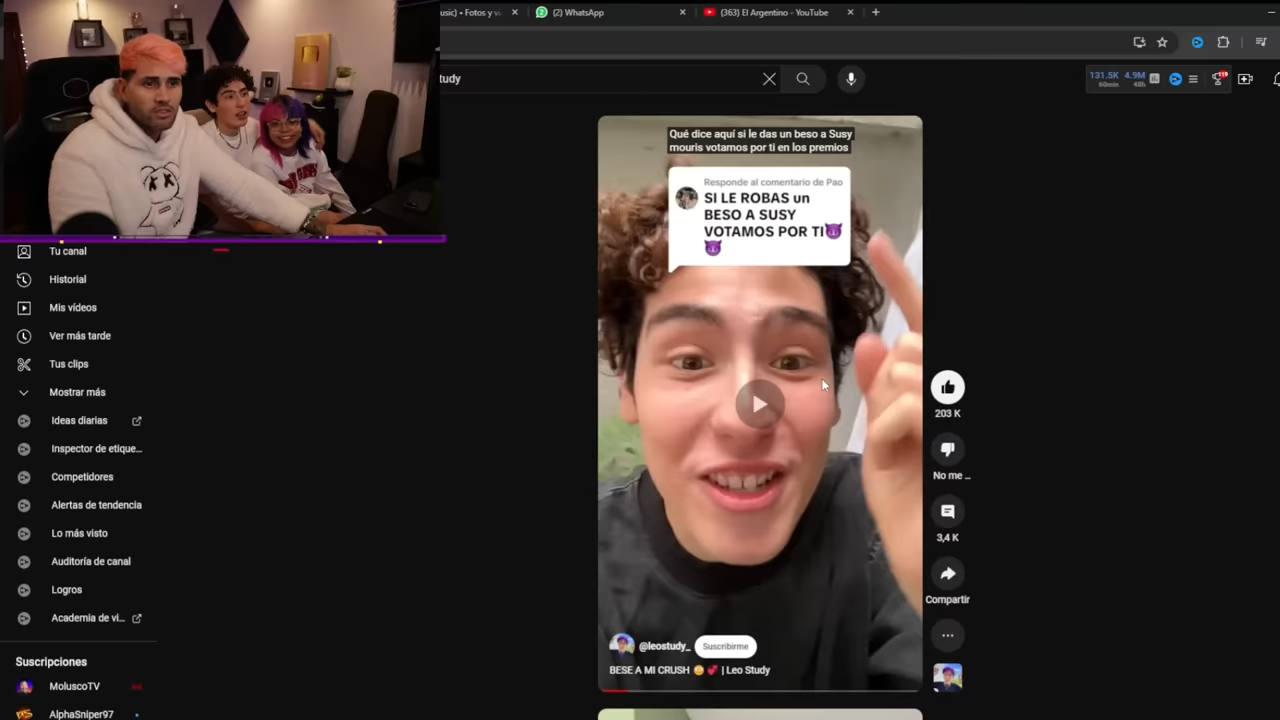 usic) • Fotos y v
(2) WhatsApp
(363) El Argentino - YouTube
tudy
131.5K 4.9M
60min 48h
119
Tu canal
Historial
Mis vídeos
Ver más tarde
Tus clips
Mostrar más
Ideas diarias
Inspector de etique...
Competidores
Alertas de tendencia
Lo más visto
Auditoría de canal
Logros
Academia de vi...
Suscripciones
MoluscoTV
AlphaSniper97
Qué dice aquí si le das un beso a Susy
mouris votamos por ti en los premios
Responde al comentario de Pao
SI LE ROBAS un
BESO A SUSY
VOTAMOS POR TI😈
😈
@leostudy_ Suscribirme
BESE A MI CRUSH 😳 💕 | Leo Study
203 K
No me ...
3,4 K
Compartir